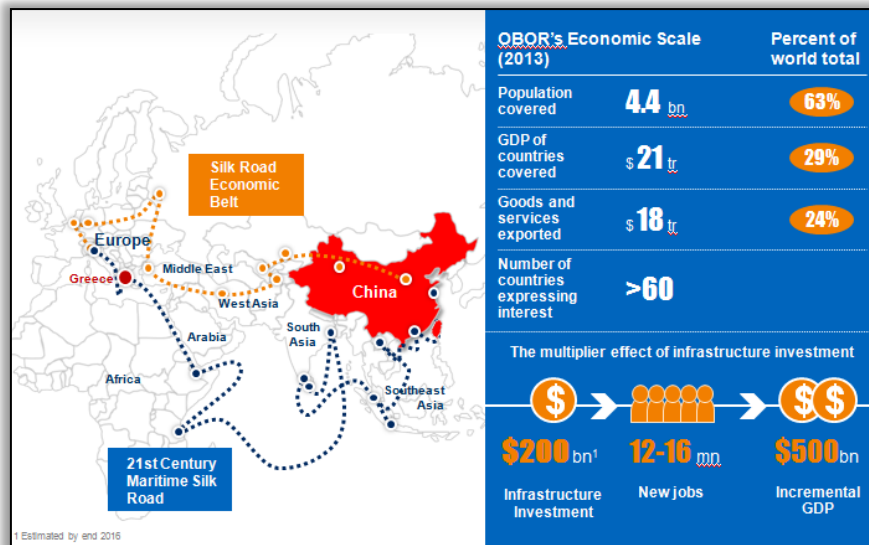 Silk Road
Economic
Belt
Europe
Greece
Middle East
West Asia
China
South
Asia
Arabia
Africa
Southeast
Asia
21st Century
Maritime Silk
Road
1 Estimated by end 2016
OBOR's Economic Scale
(2013)
Percent of
world total
Population
covered
4.4 bn
63%
GDP of
countries
covered
$ 21 tr
29%
Goods and
services
exported
$ 18 tr
24%
Number of
countries
expressing
interest
>60
The multiplier effect of infrastructure investment
$
$$
$200 bn¹
12-16 mn
$500bn
Infrastructure
Investment
New jobs
Incremental
GDP